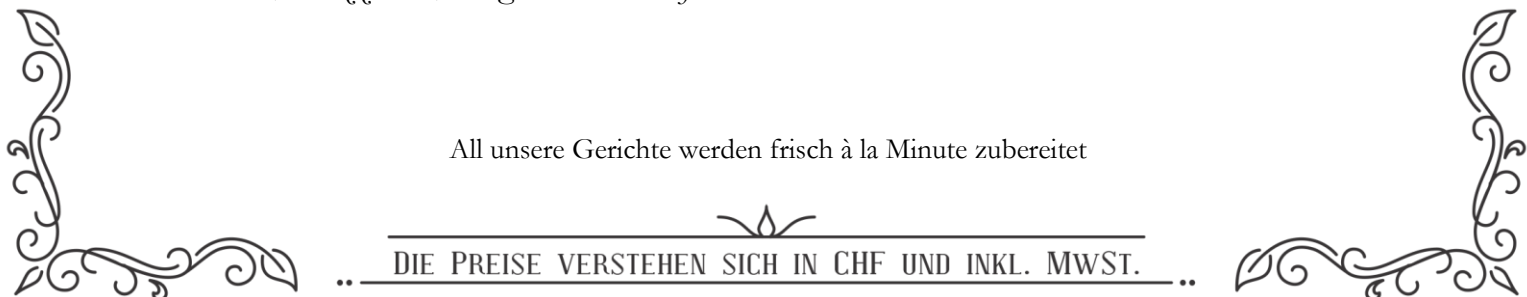 All unsere Gerichte werden frisch à la Minute zubereitet
Die Preise verstehen sich in CHF und inkl. MwSt.